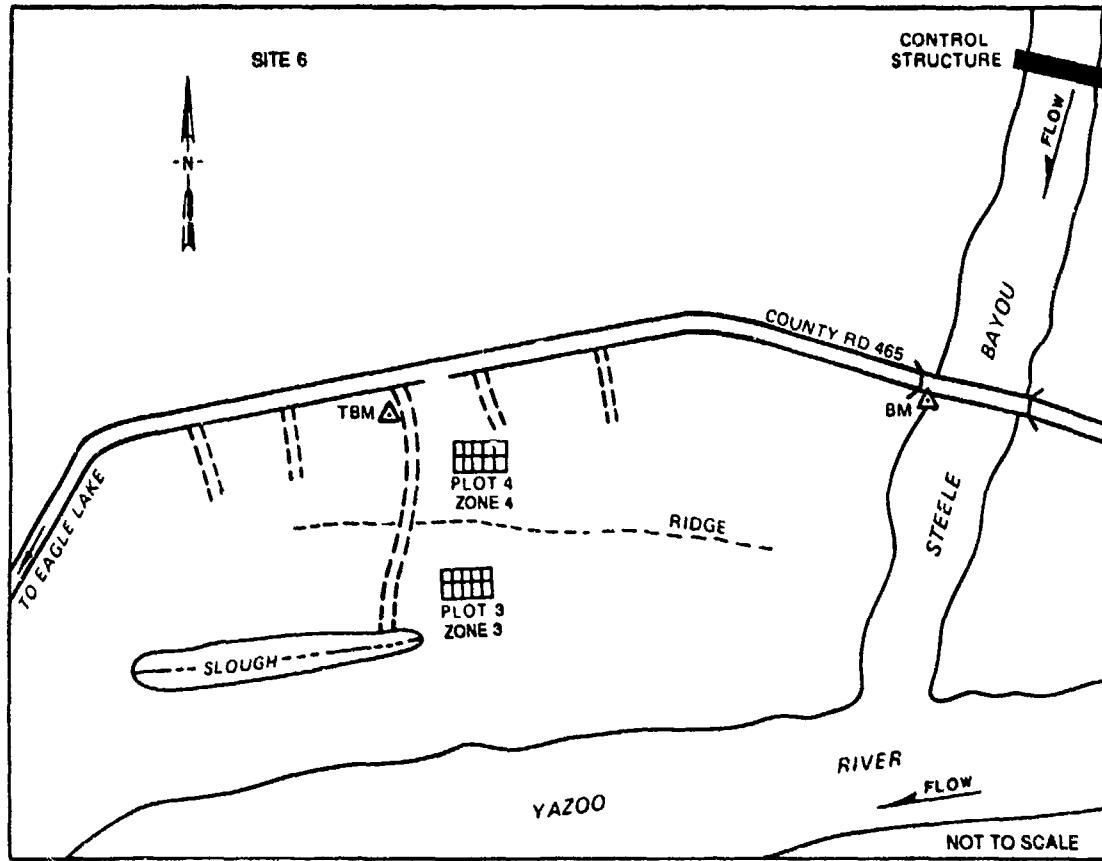 SITE 6
CONTROL
STRUCTURE
N
FLOW
BAYOU
COUNTY RD 465
TBM
BM
PLOT 4
ZONE 4
STEELE
RIDGE
TO EAGLE LAKE
PLOT 3
ZONE 3
SLOUGH
RIVER
FLOW
YAZOO
NOT TO SCALE